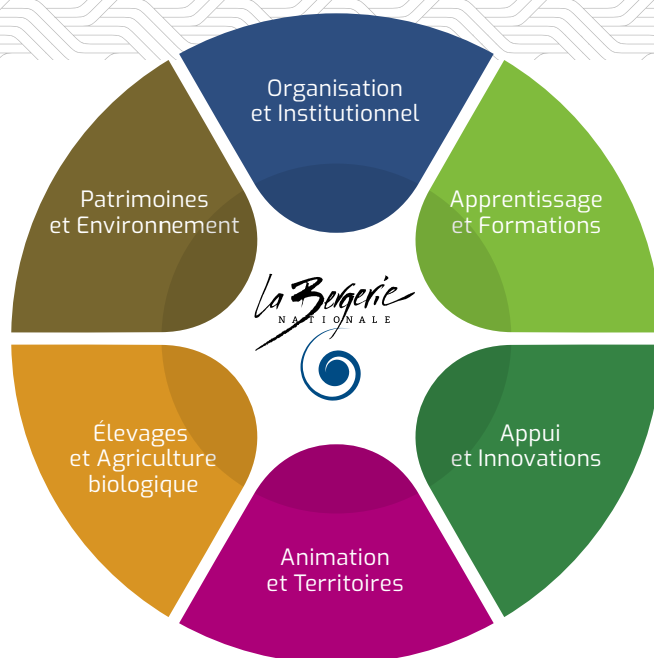 Organisation
et Institutionnel
Patrimoines
et Environnement
Apprentissage
et Formations
La Bergerie
NATIONALE
Élevages
et Agriculture
biologique
Appui
et Innovations
Animation
et Territoires